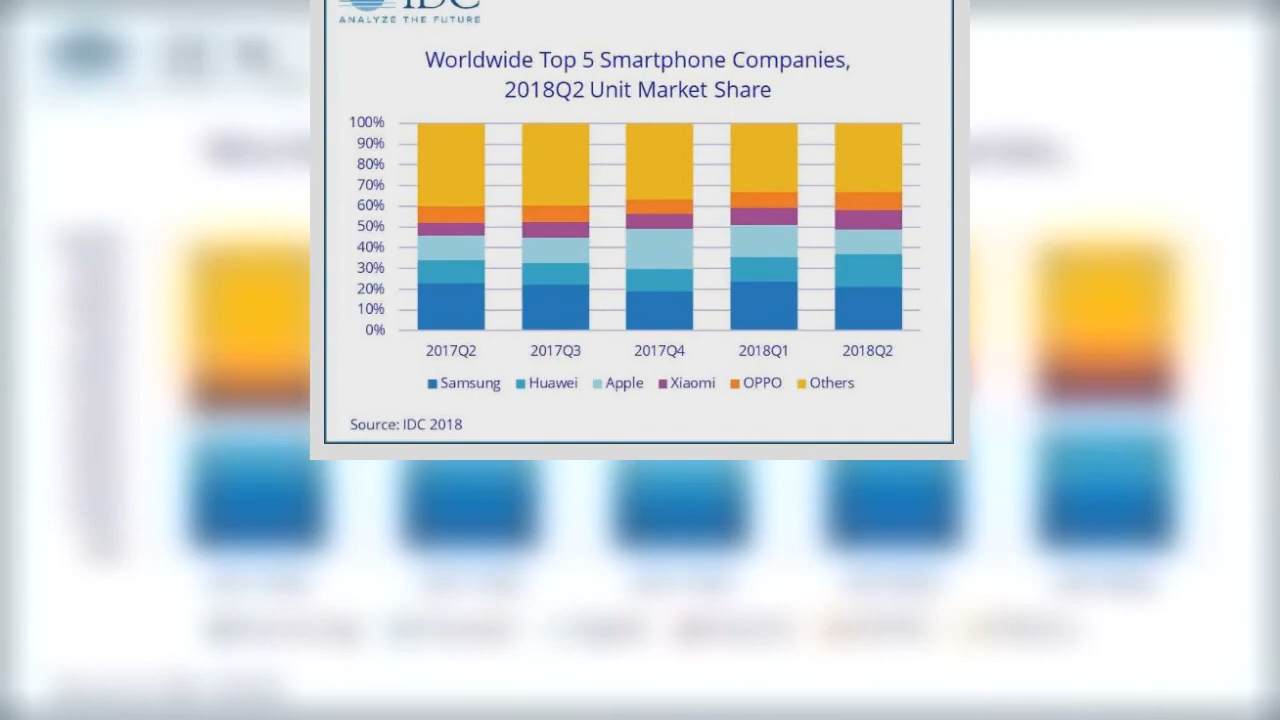 IDC
ANALYZE THE FUTURE
Worldwide Top 5 Smartphone Companies,
2018Q2 Unit Market Share
100%
90%
80%
70%
60%
50%
40%
30%
20%
10%
0%
2017Q2 2017Q3 2017Q4 2018Q1 2018Q2
Samsung Huawei Apple Xiaomi OPPO Others
Source: IDC 2018